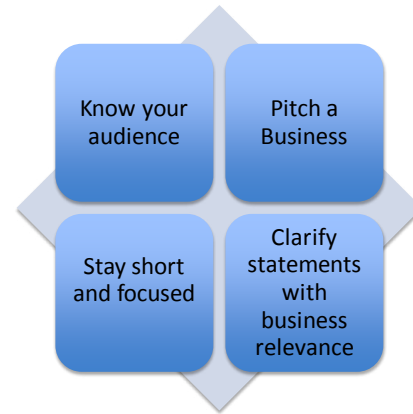 Know your
audience
Pitch a
Business
Stay short
and focused
Clarify
statements
with
business
relevance